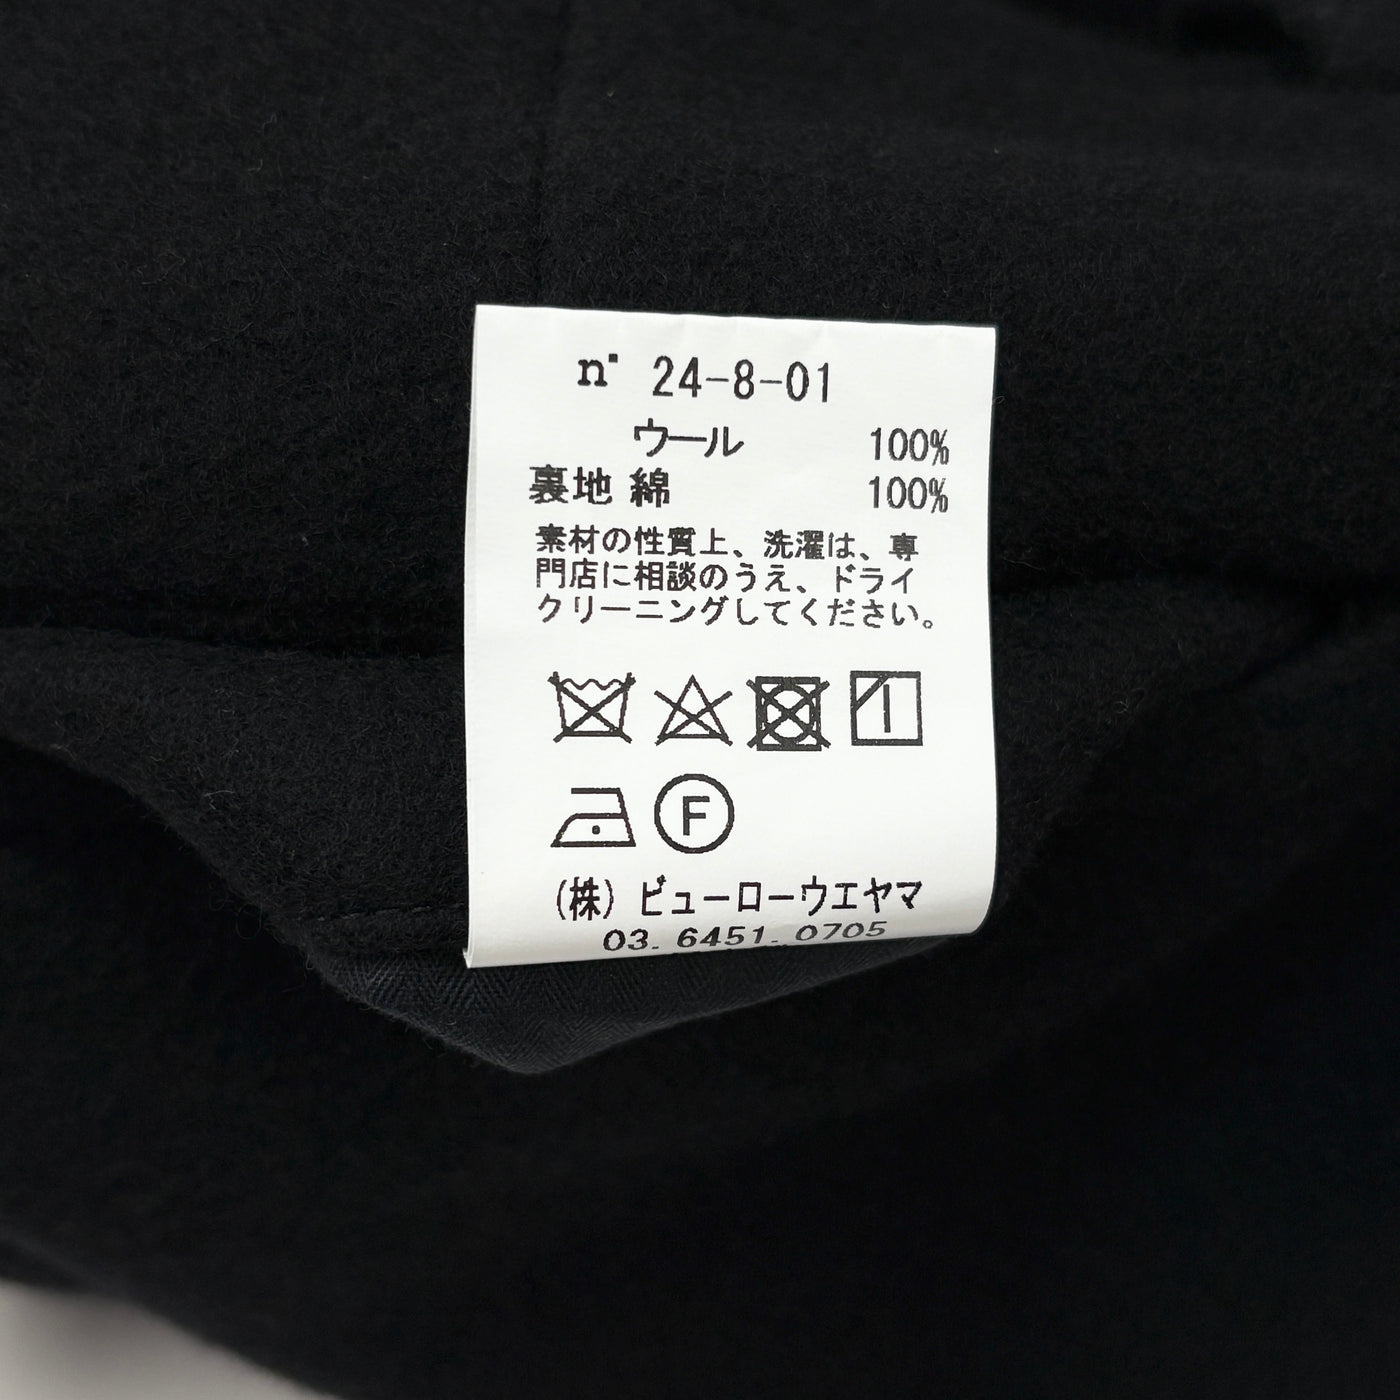 n° 24-8-01
ウール 100%
裏地 綿 100%
素材の性質上、洗濯は、専
門店に相談のうえ、ドライ
クリーニングしてください。
F
(株) ビューローウエヤマ
03. 6451. 0705